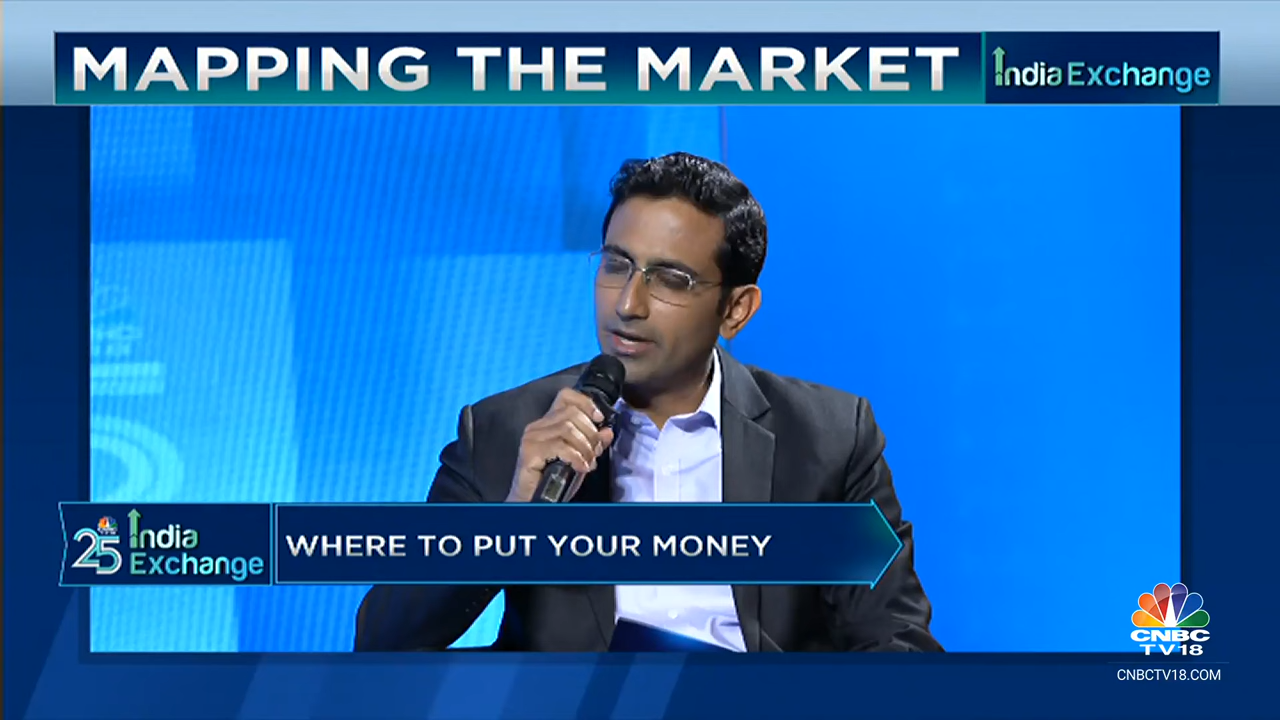 MAPPING THE MARKET
India Exchange
25
India
Exchange
WHERE TO PUT YOUR MONEY
CNBC
TV18
CNBCTV18.COM